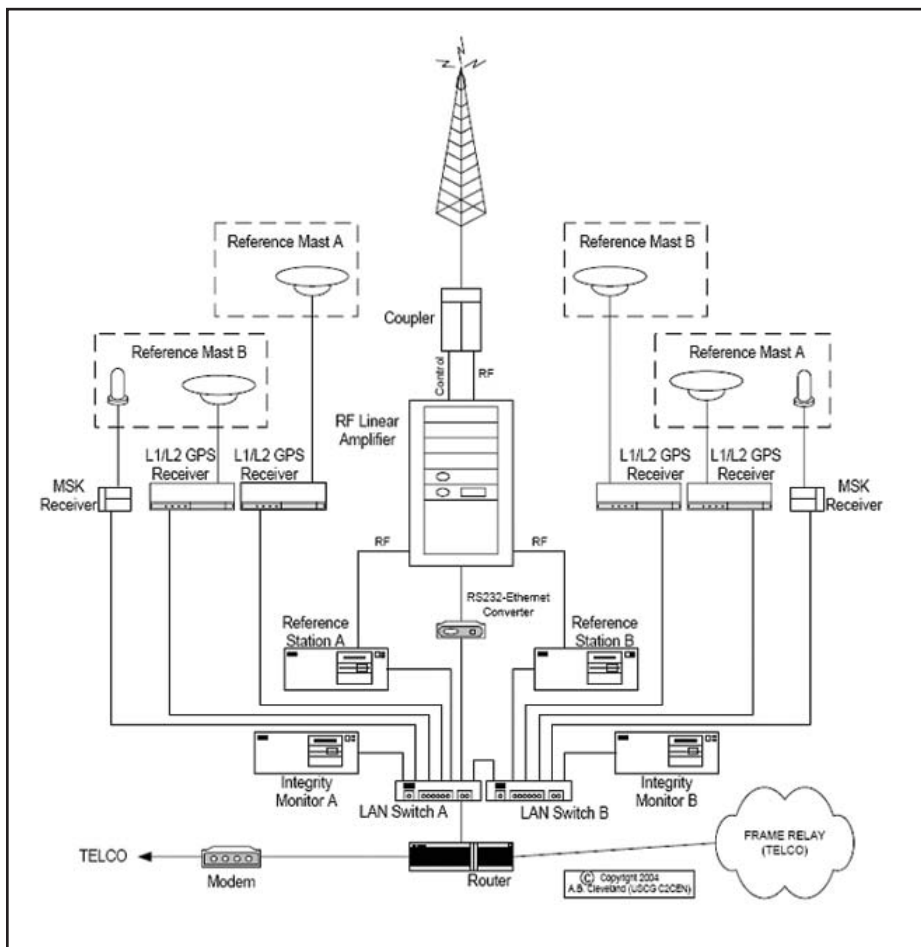 Reference Mast A
Reference Mast B
Coupler
Reference Mast B
Reference Mast A
Control
RF
RF Linear
Amplifier
L1/L2 GPS
Receiver
L1/L2 GPS
Receiver
MSK
Receiver
L1/L2 GPS
Receiver
L1/L2 GPS
Receiver
MSK
Receiver
RF
RF
RS232-Ethernet
Converter
Reference
Station A
Reference
Station B
Integrity
Monitor A
LAN Switch A
LAN Switch B
Integrity
Monitor B
TELCO
Modem
Router
FRAME RELAY
(TELCO)
© Copyright 2004
A.B. Cleveland (USCG C2CEN)